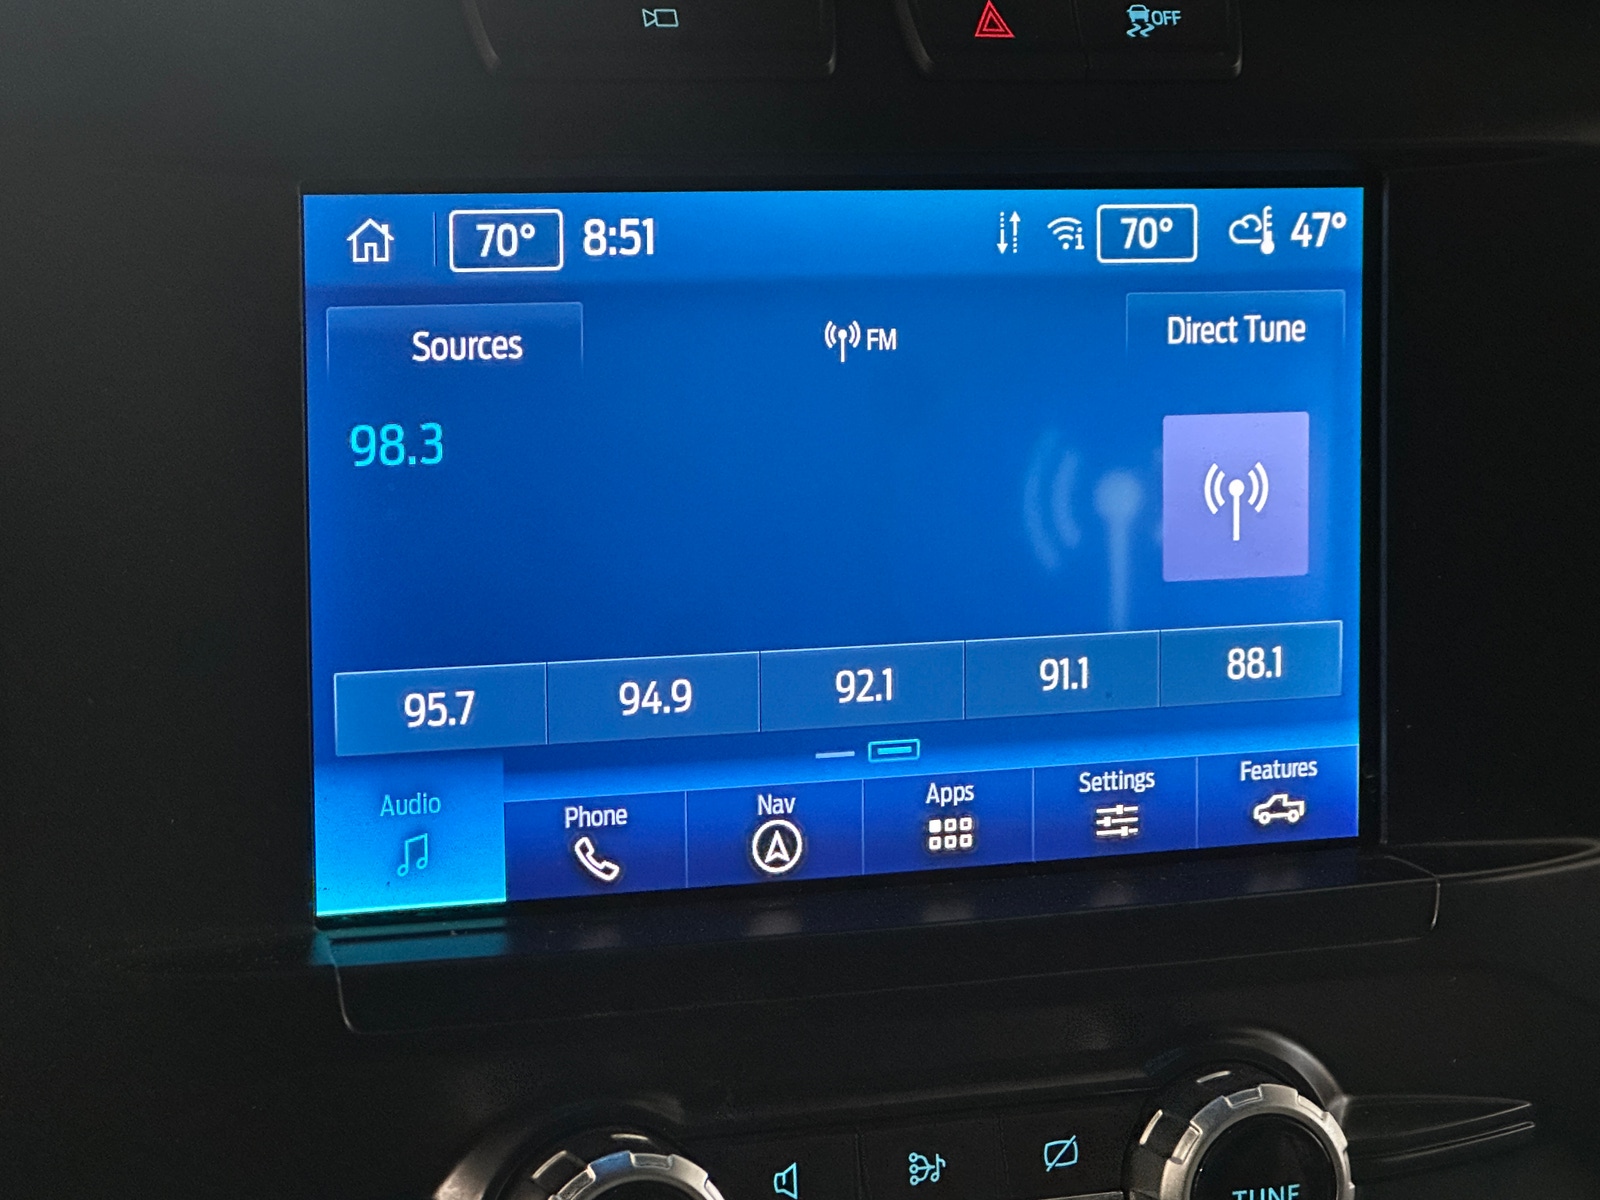 OFF
70° 8:51 70° 47°
Sources FM Direct Tune
98.3
95.7 94.9 92.1 91.1 88.1
Audio Phone Nav Apps Settings Features
TUNE